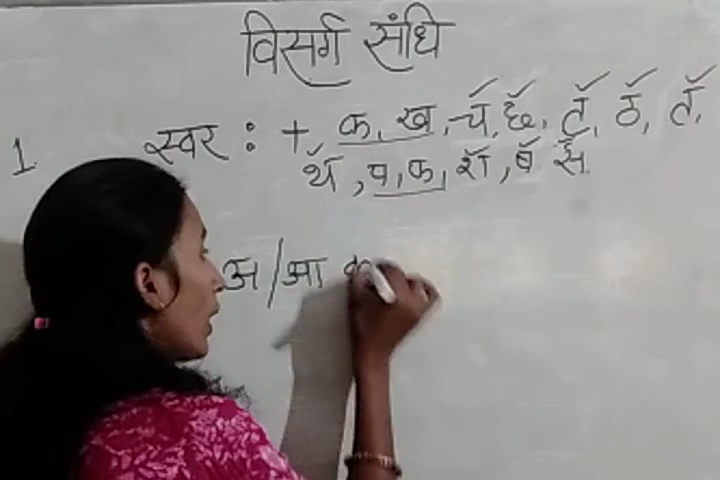 विसर्ग संधि
1 स्वर : + क, ख, च, छ, ट, ठ, त,
थ, प, फ, श, ष स
अ/आ क